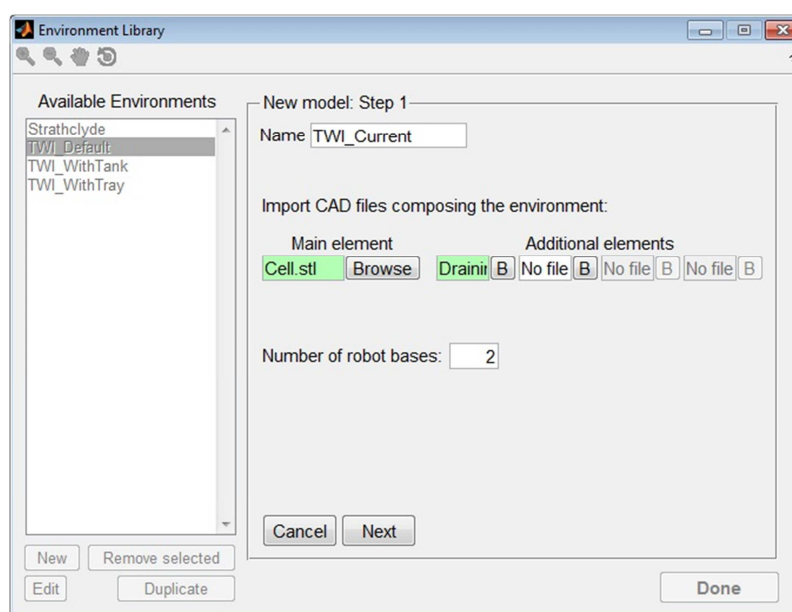 Environment Library
Available Environments
Strathclyde
TWI_Default
TWI_WithTank
TWI_WithTray
New
Remove selected
Edit
Duplicate
New model: Step 1
Name TWI_Current
Import CAD files composing the environment:
Main element
Additional elements
Cell.stl Browse Drainir B No file B No file B No file B
Number of robot bases: 2
Cancel Next
Done